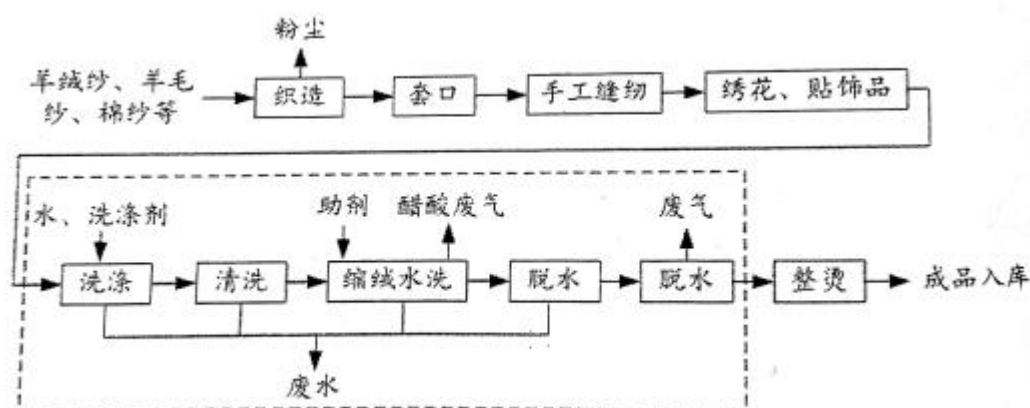 粉尘
羊绒纱、羊毛
纱、棉纱等
织造
套口
手工缝纫
绣花、贴饰品
水、洗涤剂
助剂
醋酸废气
废气
洗涤
清洗
缩绒水洗
脱水
脱水
整烫
成品入库
废水